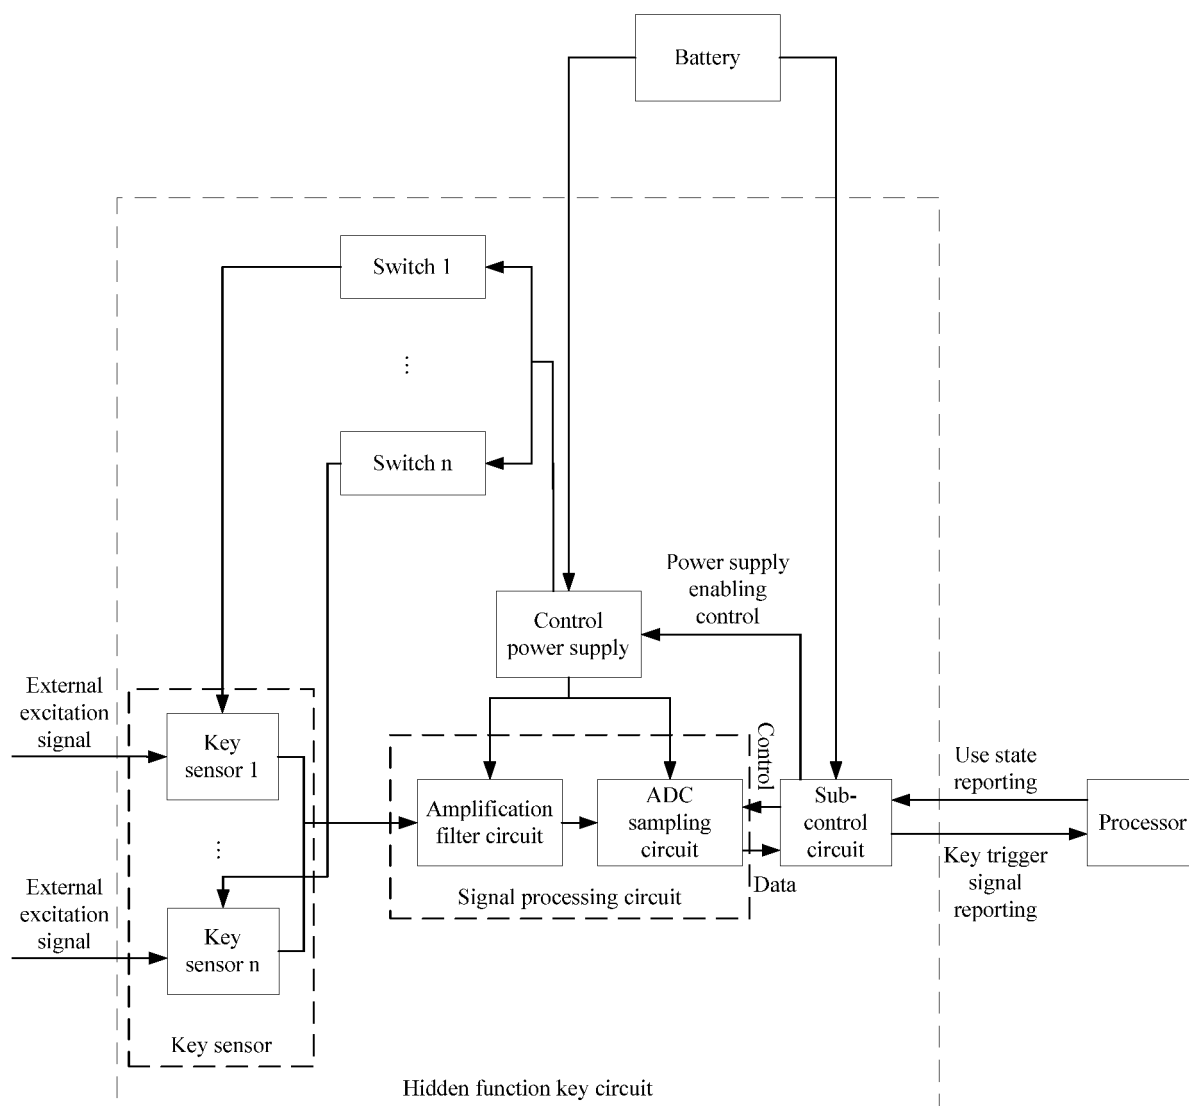 Battery
Switch 1
⋮
Switch n
Power supply
enabling
control
Control
power supply
External
excitation
signal
Key
sensor 1
Control
Use state
reporting
Amplification
filter circuit
ADC
sampling
circuit
Sub-
control
circuit
Processor
⋮
Key trigger
signal
reporting
Data
Signal processing circuit
External
excitation
signal
Key
sensor n
Key sensor
Hidden function key circuit